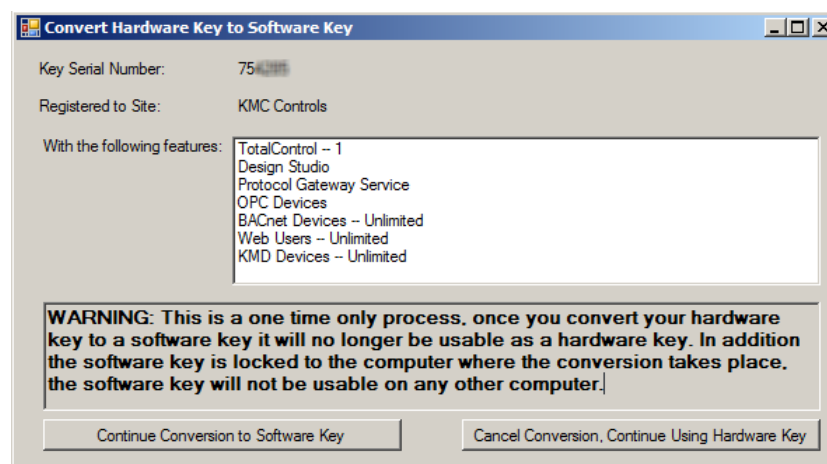 Convert Hardware Key to Software Key
Key Serial Number: 75
Registered to Site: KMC Controls
With the following features:
TotalControl -- 1
Design Studio
Protocol Gateway Service
OPC Devices
BACnet Devices -- Unlimited
Web Users -- Unlimited
KMD Devices -- Unlimited
WARNING: This is a one time only process, once you convert your hardware
key to a software key it will no longer be usable as a hardware key. In addition
the software key is locked to the computer where the conversion takes place,
the software key will not be usable on any other computer.
Continue Conversion to Software Key
Cancel Conversion, Continue Using Hardware Key